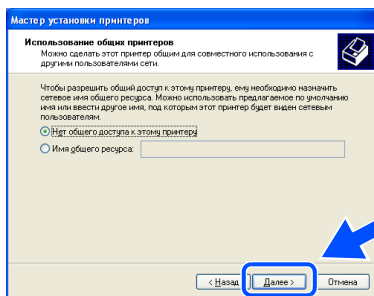 Мастер установки принтеров
Использование общих принтеров
Можно сделать этот принтер общим для совместного использования с
другими пользователями сети.
Чтобы разрешить общий доступ к этому принтеру, ему необходимо назначить
сетевое имя общего ресурса. Можно использовать предлагаемое по умолчанию
имя или ввести другое имя, под которым этот принтер будет виден сетевым
пользователям.
Нет общего доступа к этому принтеру
Имя общего ресурса:
< Назад Далее > Отмена